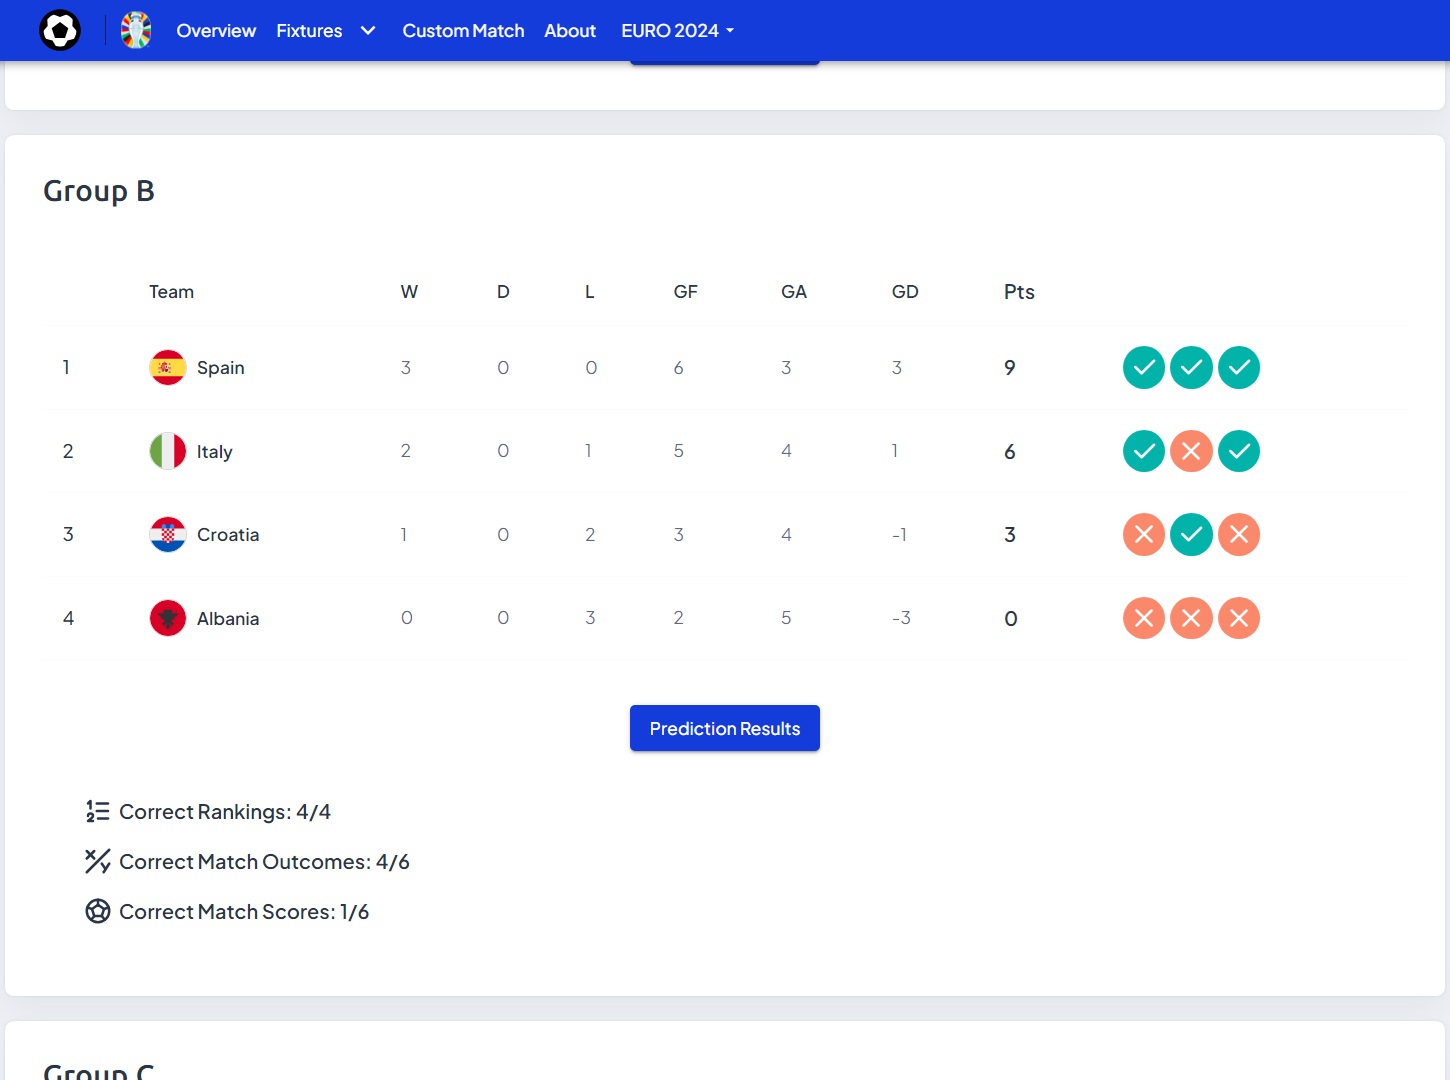 Overview Fixtures Custom Match About EURO 2024
Group B
Team W D L GF GA GD Pts
1 Spain 3 0 0 6 3 3 9
2 Italy 2 0 1 5 4 1 6
3 Croatia 1 0 2 3 4 -1 3
4 Albania 0 0 3 2 5 -3 0
Prediction Results
Correct Rankings: 4/4
Correct Match Outcomes: 4/6
Correct Match Scores: 1/6
Group C